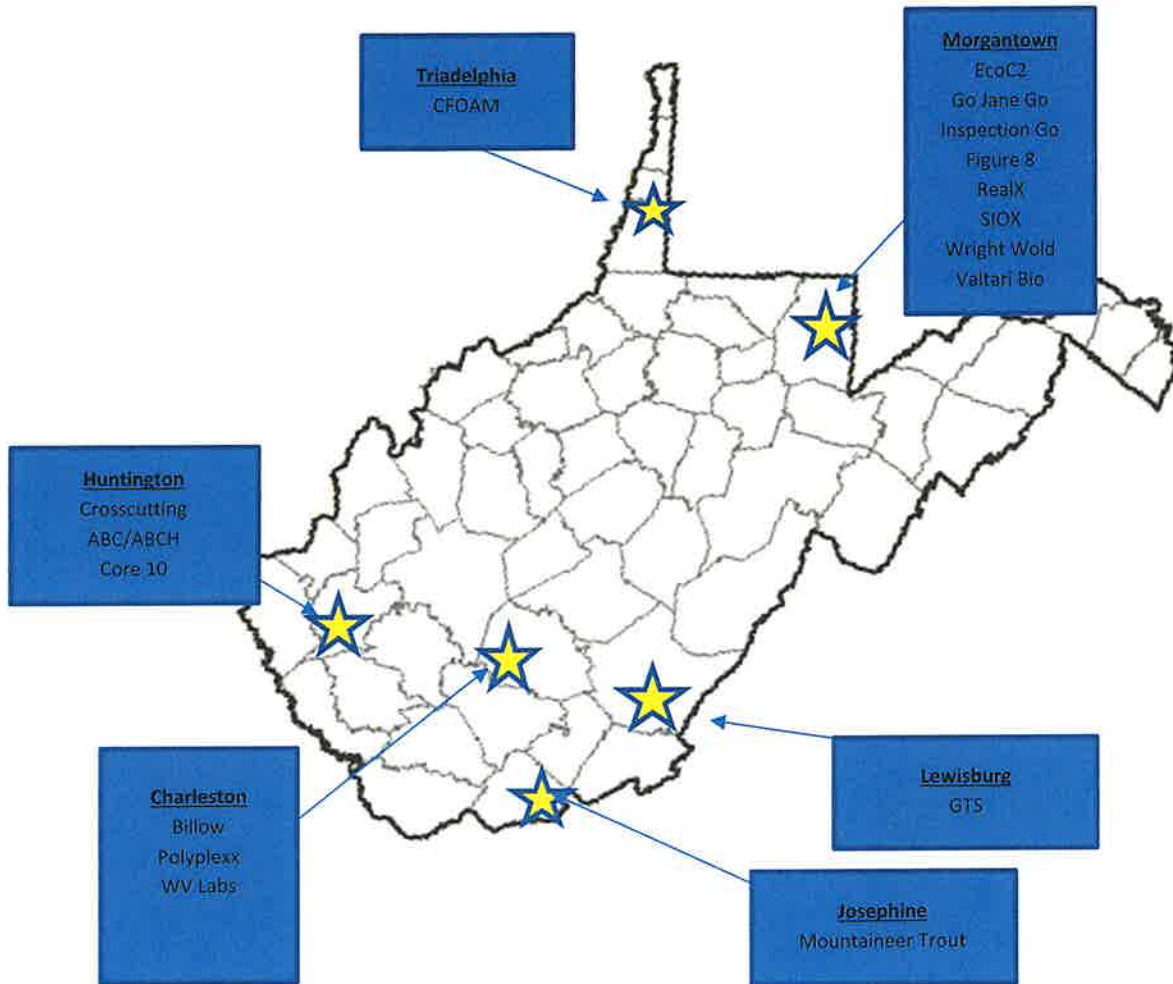 Triadelphia
CFOAM
Morgantown
EcoC2
Go Jane Go
Inspection Go
Figure 8
RealX
SIOX
Wright Wold
Valtari Bio
Huntington
Crosscutting
ABC/ABCH
Core 10
Charleston
Billow
Polyplexx
WV Labs
Lewisburg
GTS
Josephine
Mountaineer Trout